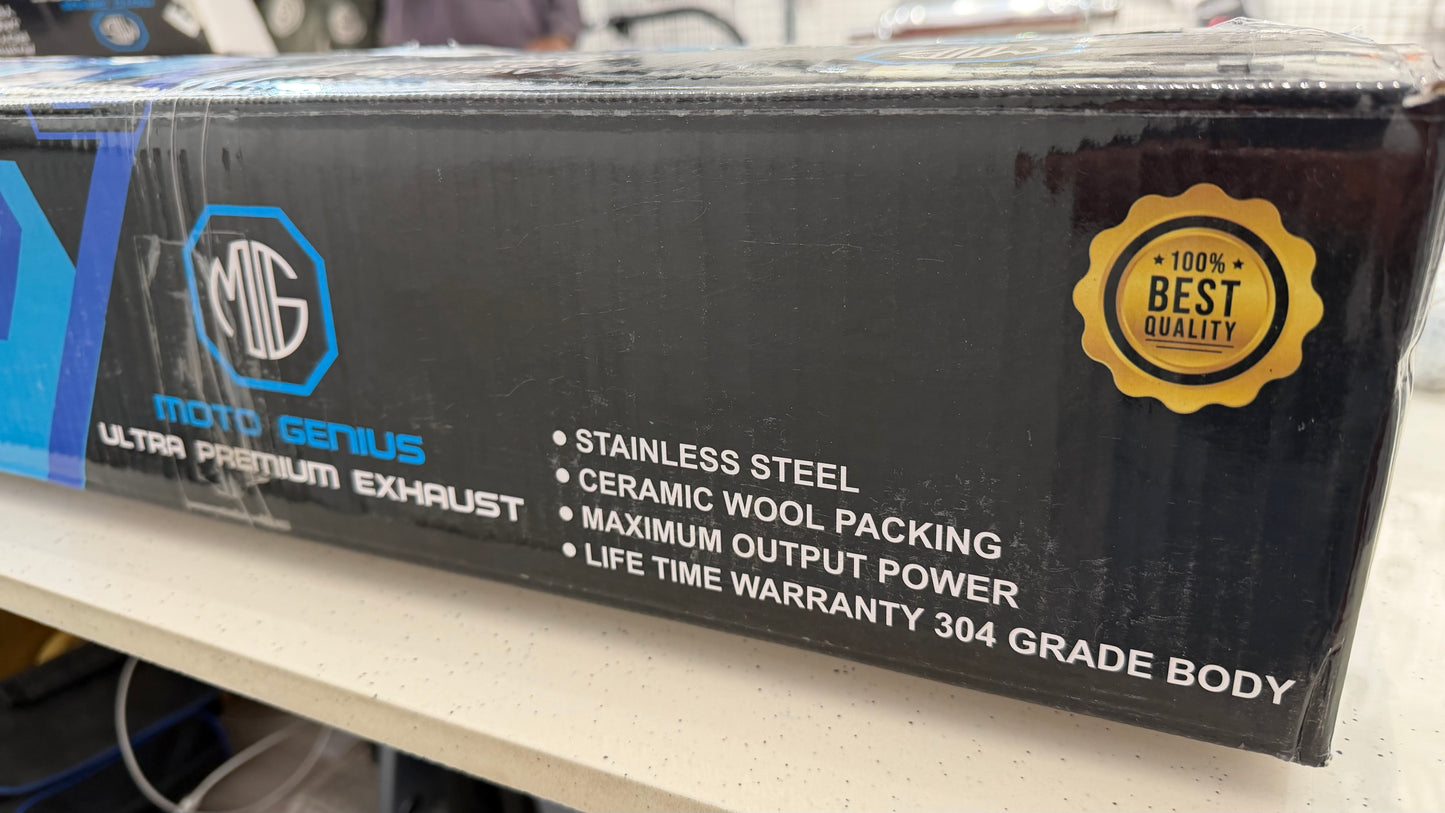 MG
MOTO GENIUS
ULTRA PREMIUM EXHAUST
• STAINLESS STEEL
• CERAMIC WOOL PACKING
• MAXIMUM OUTPUT POWER
• LIFE TIME WARRANTY 304 GRADE BODY
★ 100% ★
BEST
QUALITY